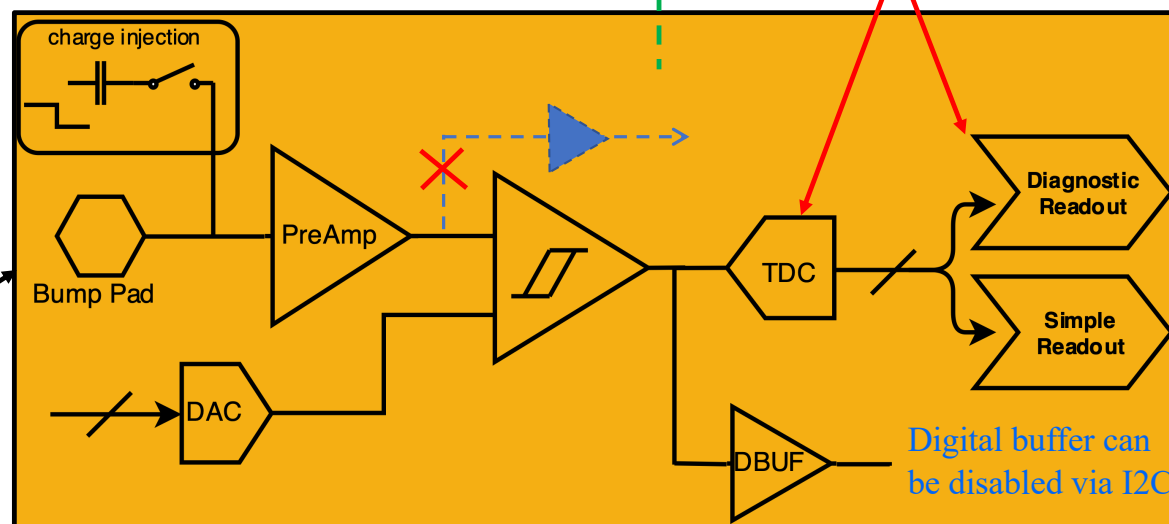 charge injection
PreAmp
Bump Pad
DAC
TDC
DBUF
Diagnostic
Readout
Simple
Readout
Digital buffer can
be disabled via I2C